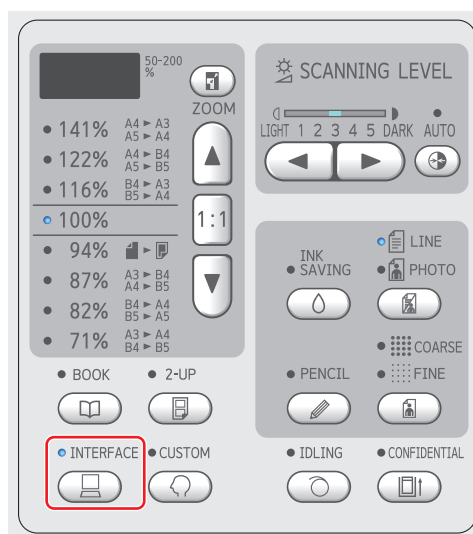 50-200
%
ZOOM
141% A4 ► A3
A5 ► A4
122% A4 ► B4
A5 ► B5
116% B4 ► A3
B5 ► A4
100%
1:1
94%
87% A3 ► B4
A4 ► B5
82% B4 ► A4
B5 ► A5
71% A3 ► A4
B4 ► B5
BOOK
2-UP
INTERFACE
CUSTOM
SCANNING LEVEL
LIGHT 1 2 3 4 5 DARK AUTO
INK
SAVING
LINE
PHOTO
COARSE
PENCIL
FINE
IDLING
CONFIDENTIAL